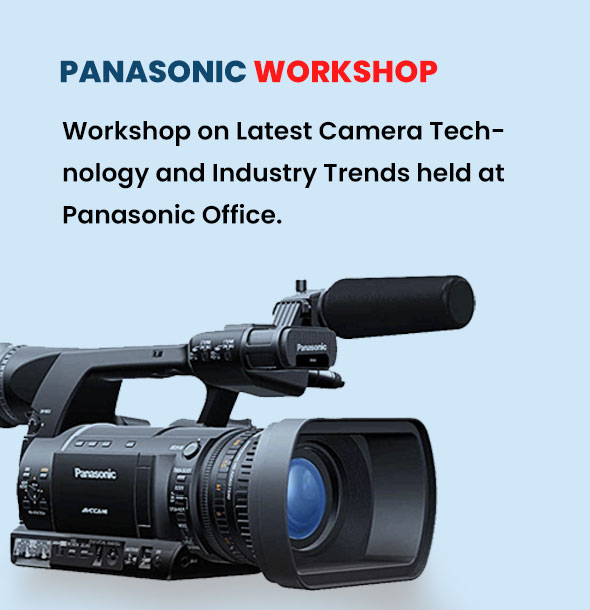 PANASONIC WORKSHOP
Workshop on Latest Camera Tech-
nology and Industry Trends held at
Panasonic Office.
Panasonic
Panasonic
AVCCAM